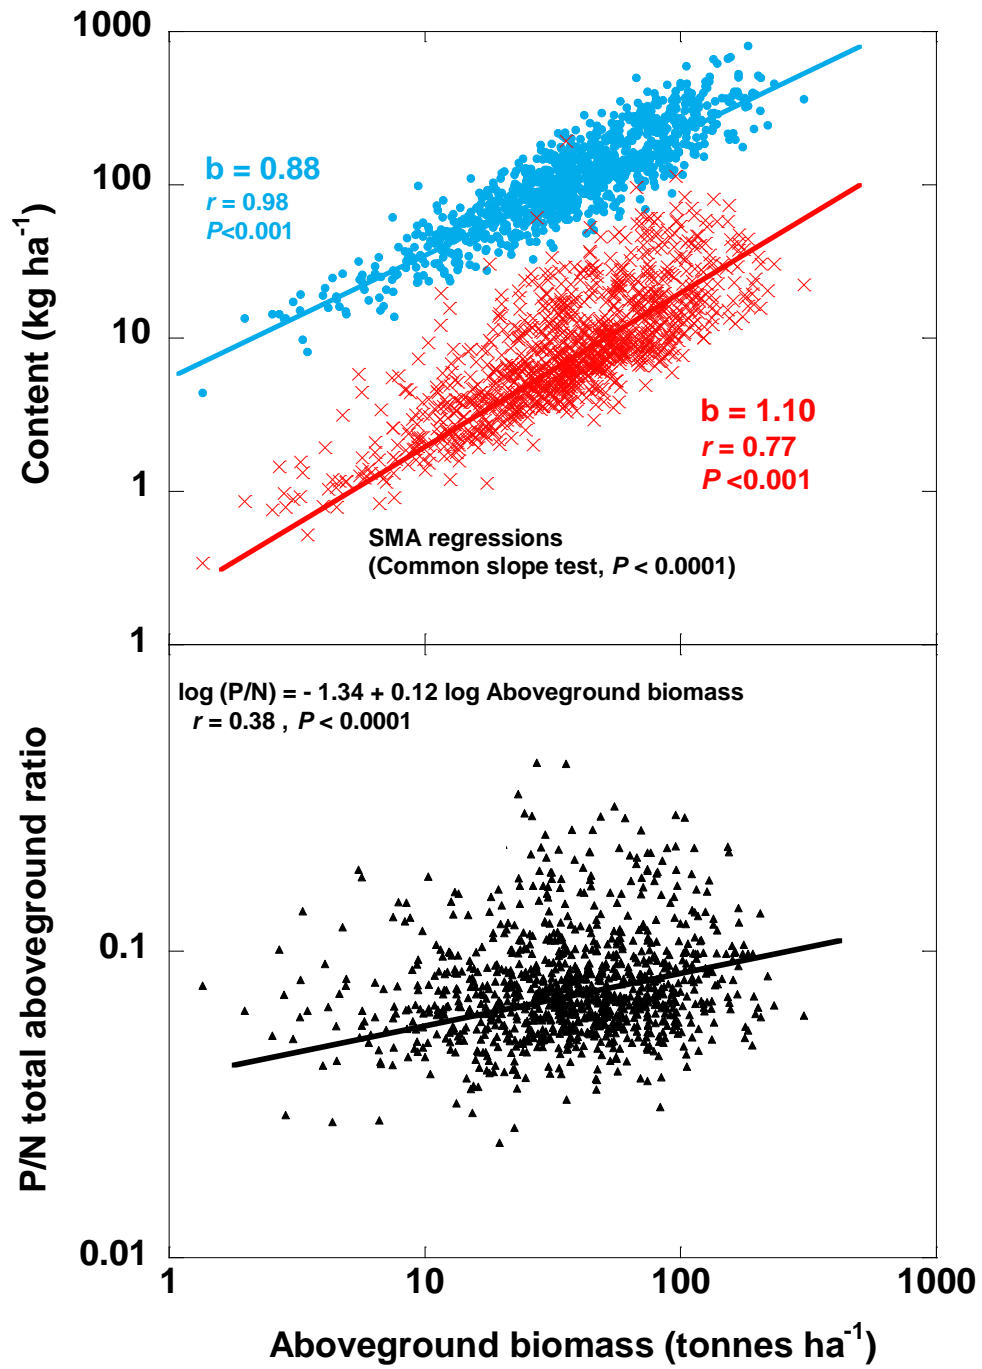 1000
b = 0.88
r = 0.98
P<0.001
100
10
b = 1.10
r = 0.77
P <0.001
1
SMA regressions
(Common slope test, P < 0.0001)
Content (kg ha-1)
1
log (P/N) = - 1.34 + 0.12 log Aboveground biomass
r = 0.38 , P < 0.0001
0.1
P/N total aboveground ratio
0.01
1 10 100 1000
Aboveground biomass (tonnes ha-1)